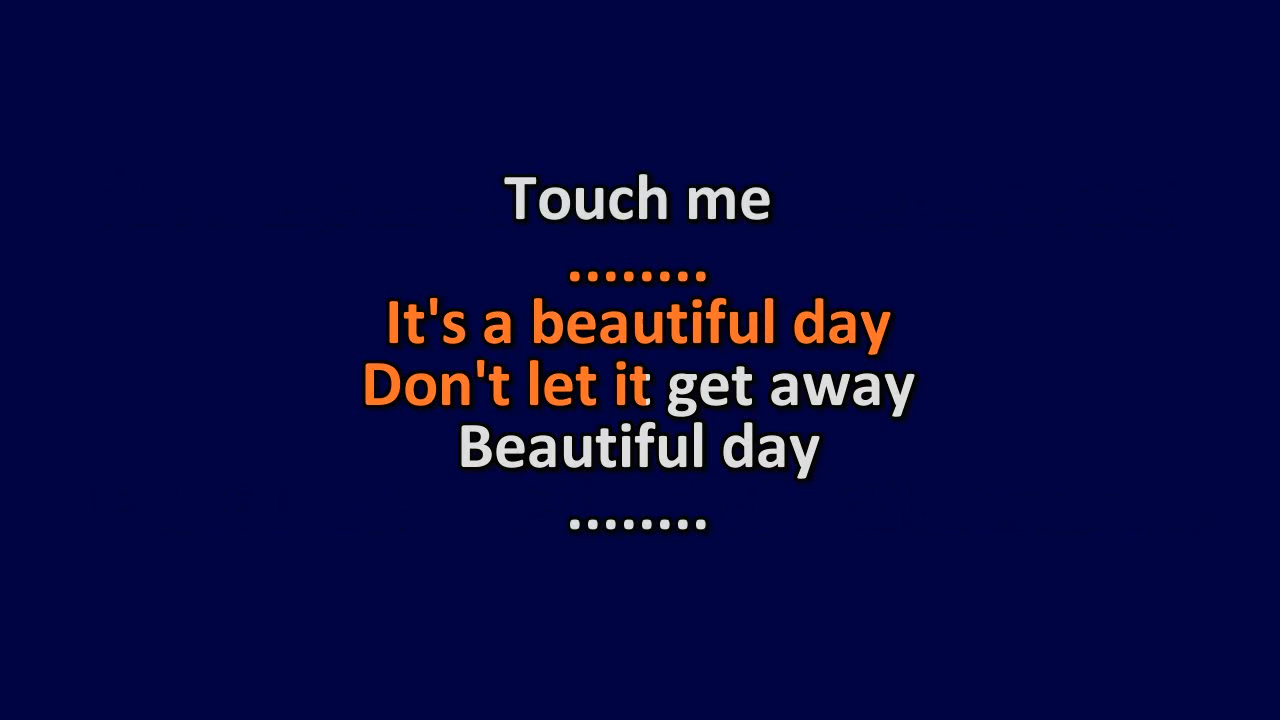 Touch me
........
It's a beautiful day
Don't let it get away
Beautiful day
........